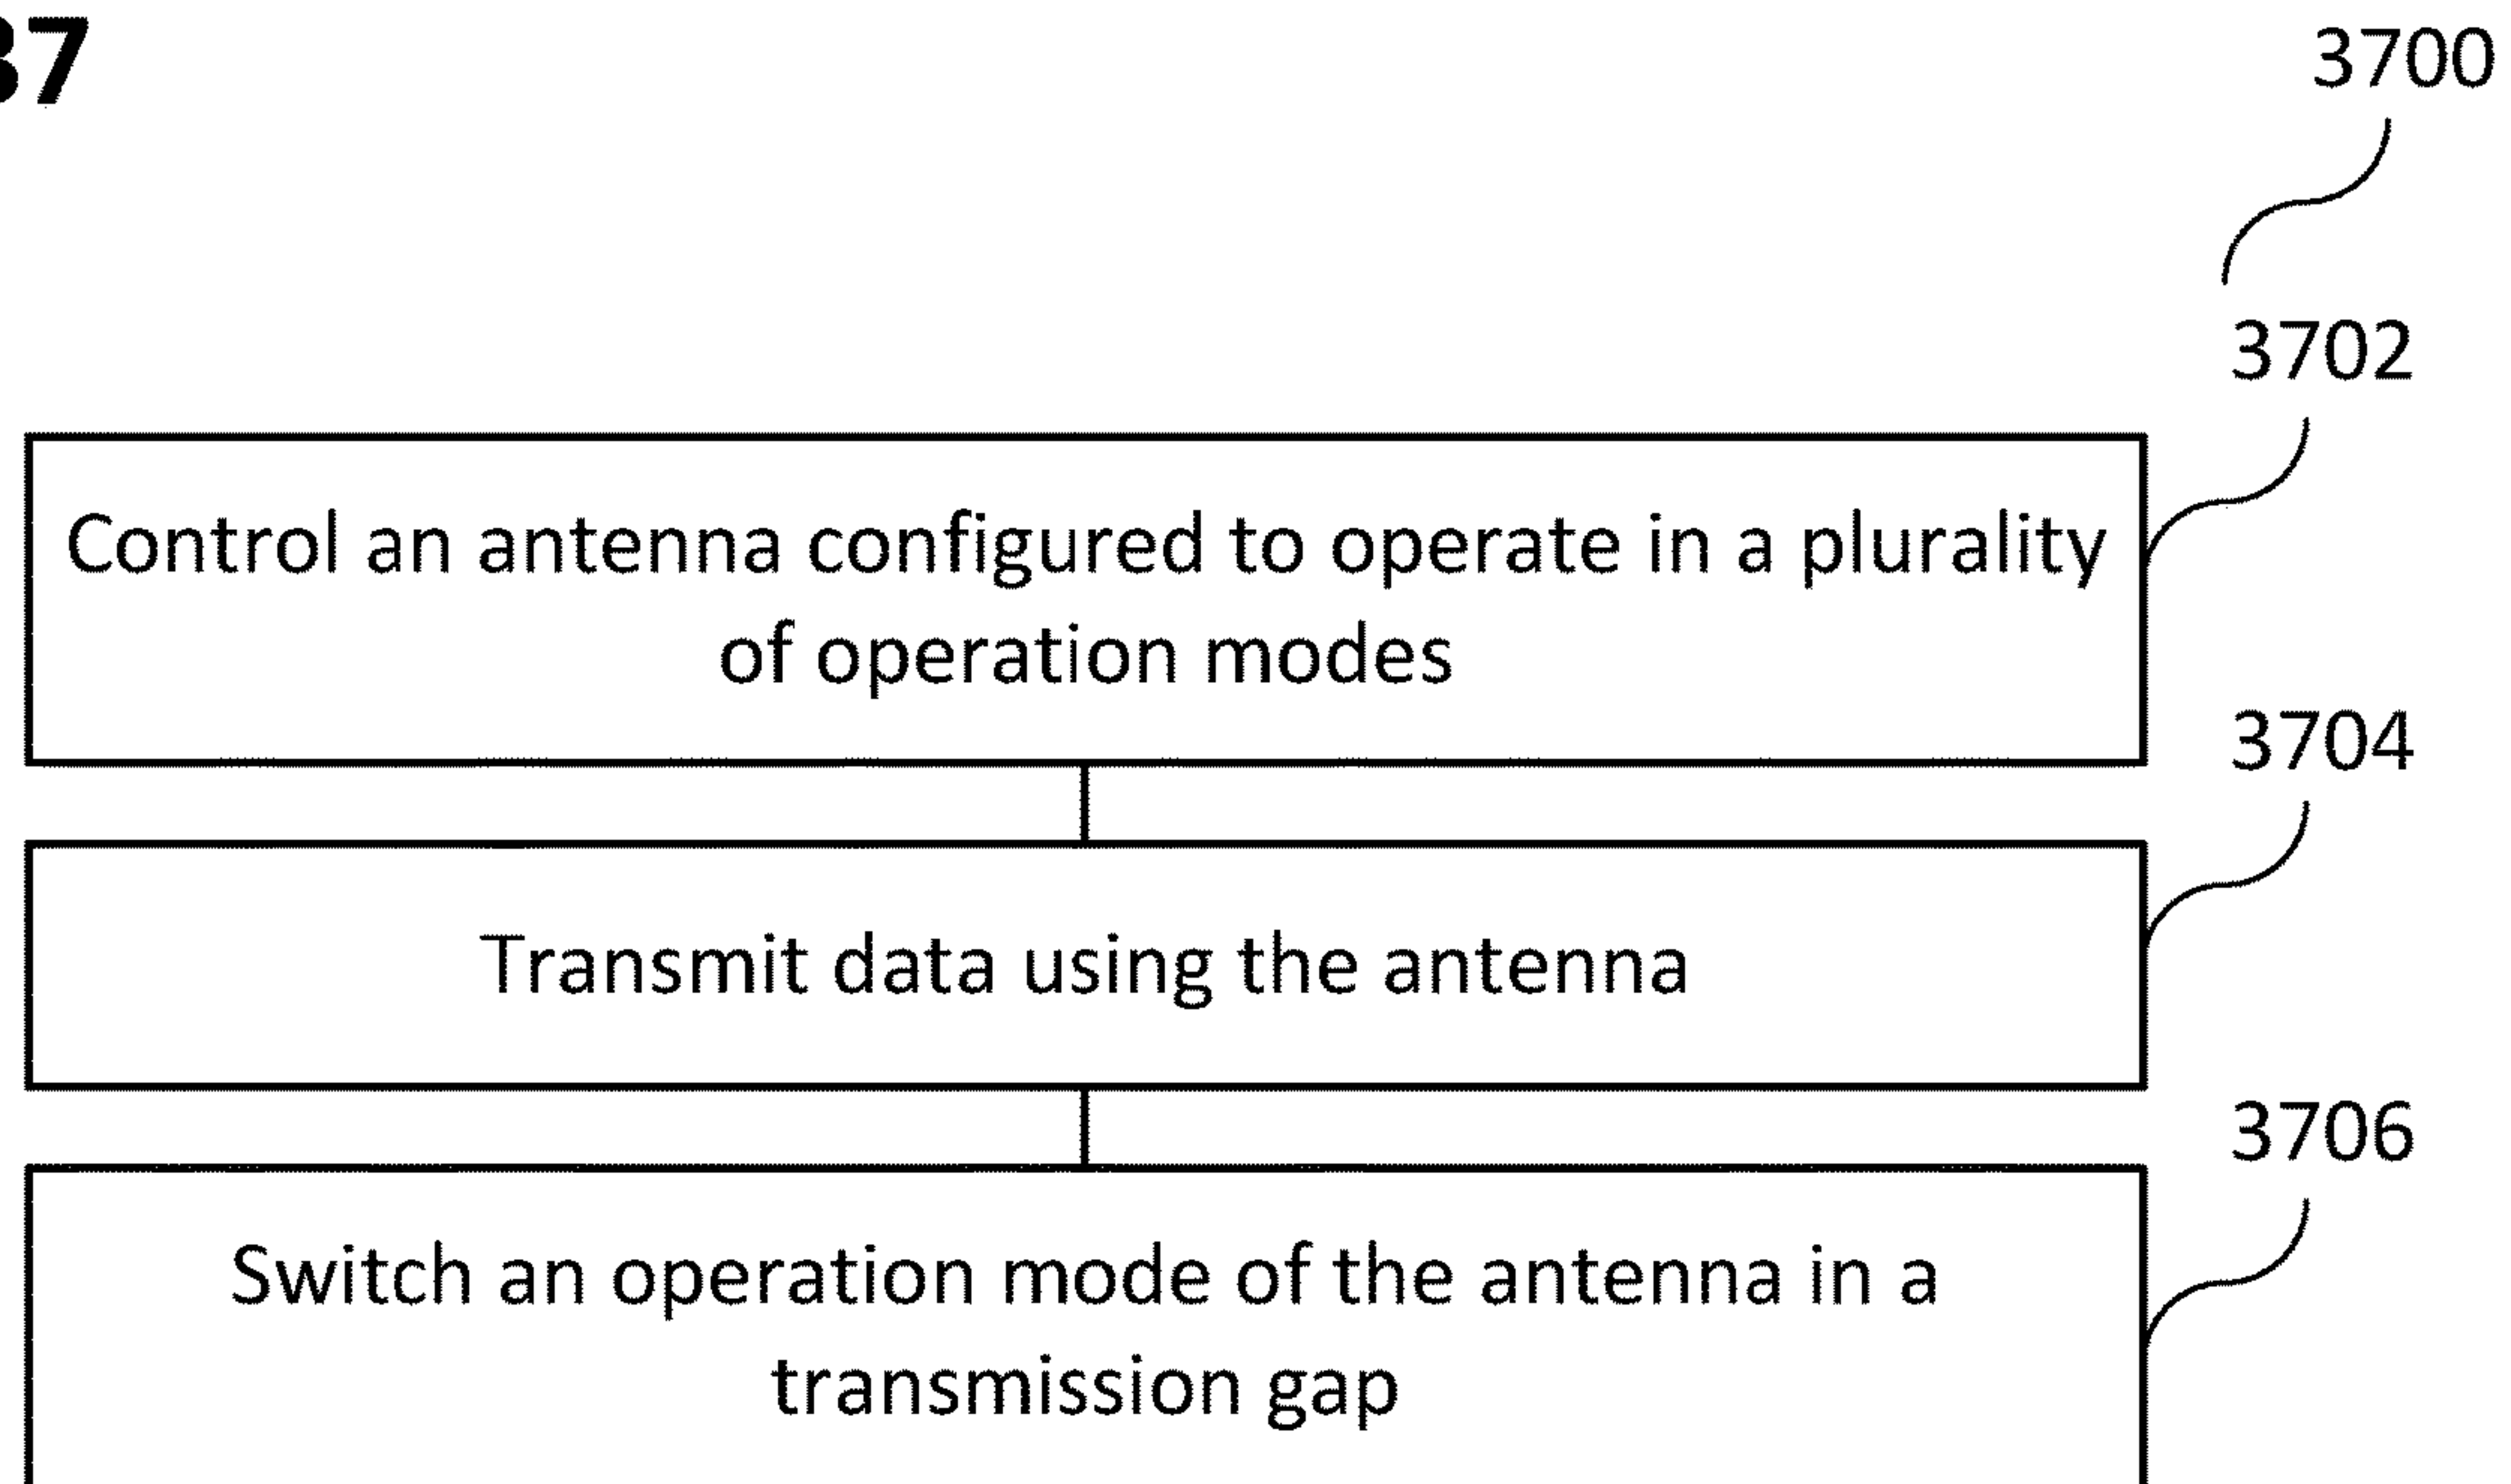 37
3700
3702
Control an antenna configured to operate in a plurality
of operation modes
3704
Transmit data using the antenna
3706
Switch an operation mode of the antenna in a
transmission gap